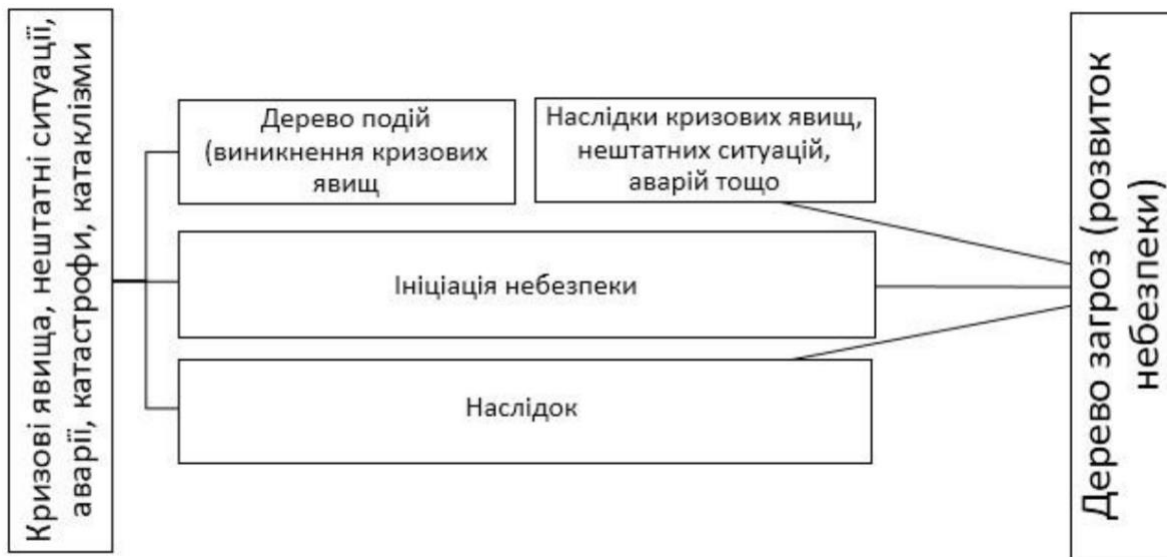 Кризові явища, нештатні ситуації,
аварії, катастрофи, катаклізми
Дерево подій
(виникнення кризових
явищ
Наслідки кризових явищ,
нештатних ситуацій,
аварій тощо
Ініціація небезпеки
Наслідок
Дерево загроз (розвиток
небезпеки)